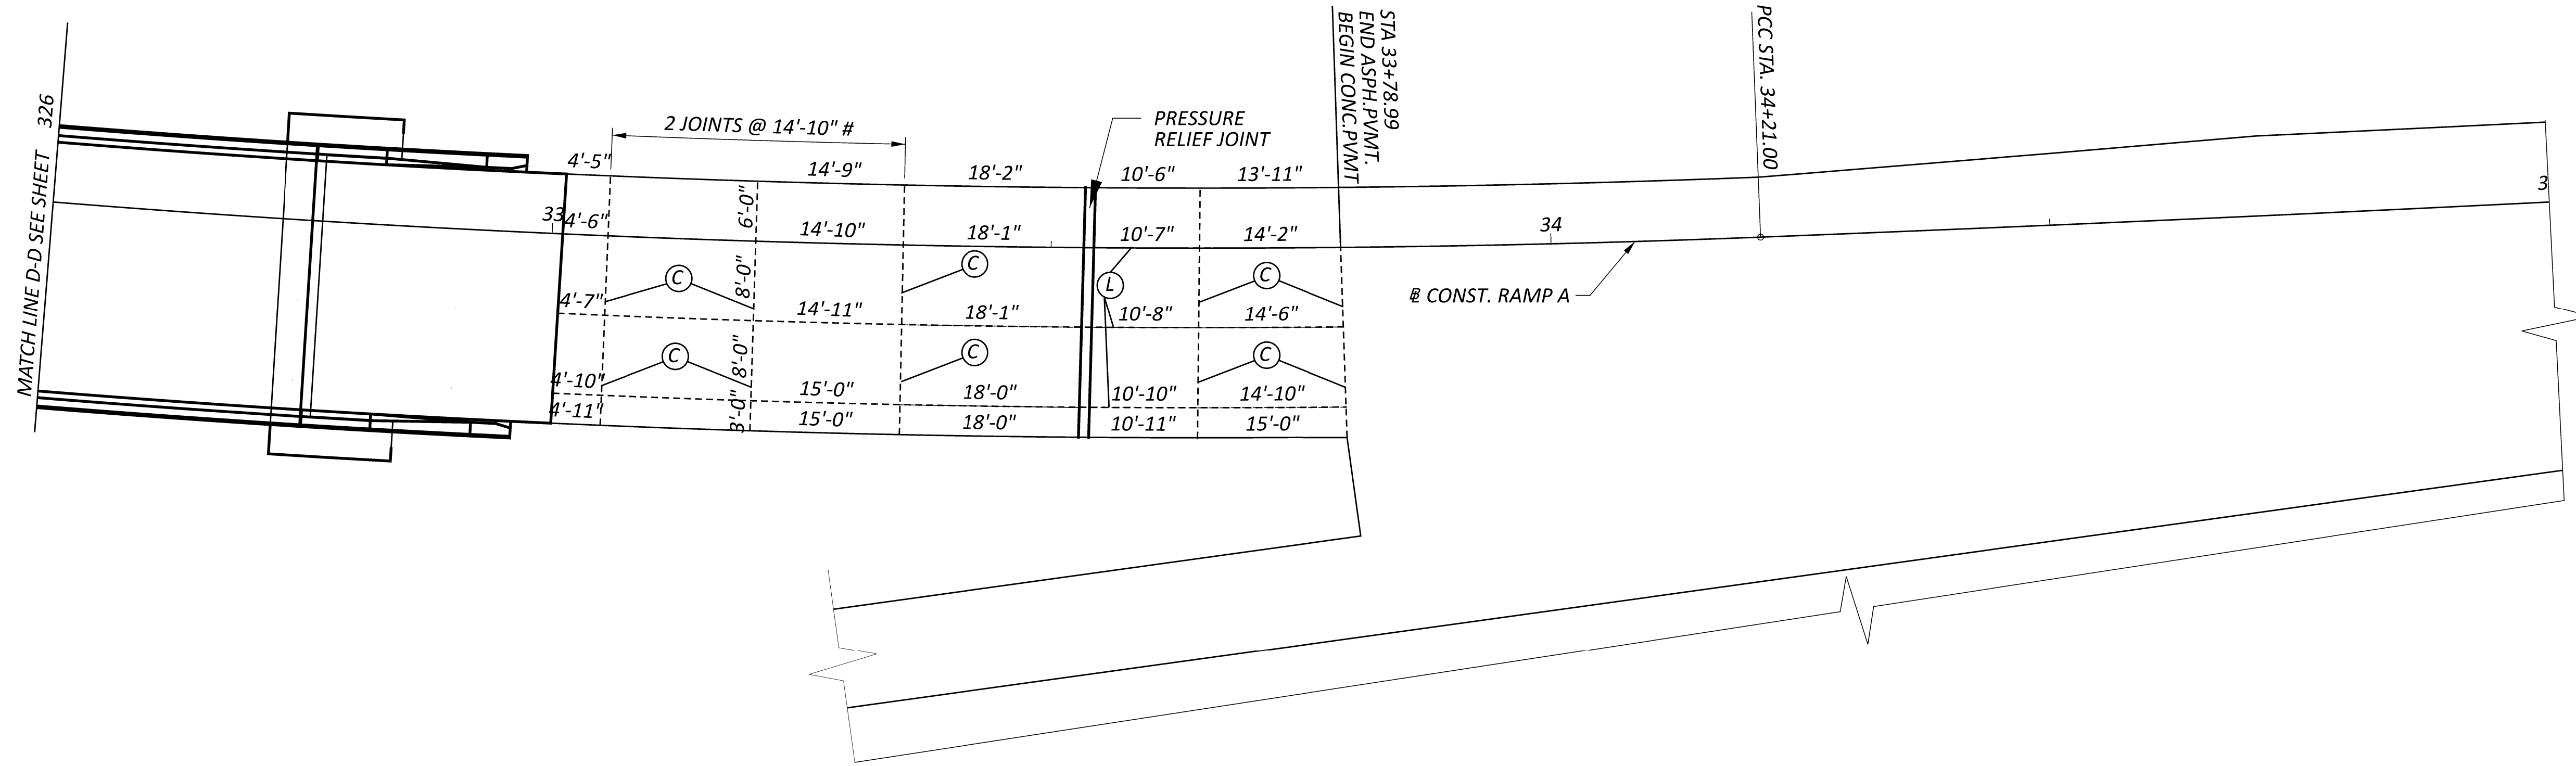 MATCH LINE D-D SEE SHEET 326
2 JOINTS @ 14'-10" #
PRESSURE
RELIEF JOINT
STA 33+78.99
END ASPH.PVMT.
BEGIN CONC.PVMT
PCC STA. 34+21.00
4'-5"
14'-9"
18'-2"
10'-6"
13'-11"
6'-0"
33
4'-6"
14'-10"
18'-1"
10'-7"
14'-2"
34
3
C
8'-0"
C
L
C
CONST. RAMP A
4'-7"
14'-11"
18'-1"
10'-8"
14'-6"
C
8'-0"
C
C
4'-10"
15'-0"
18'-0"
10'-10"
14'-10"
4'-11"
3'-0"
15'-0"
18'-0"
10'-11"
15'-0"